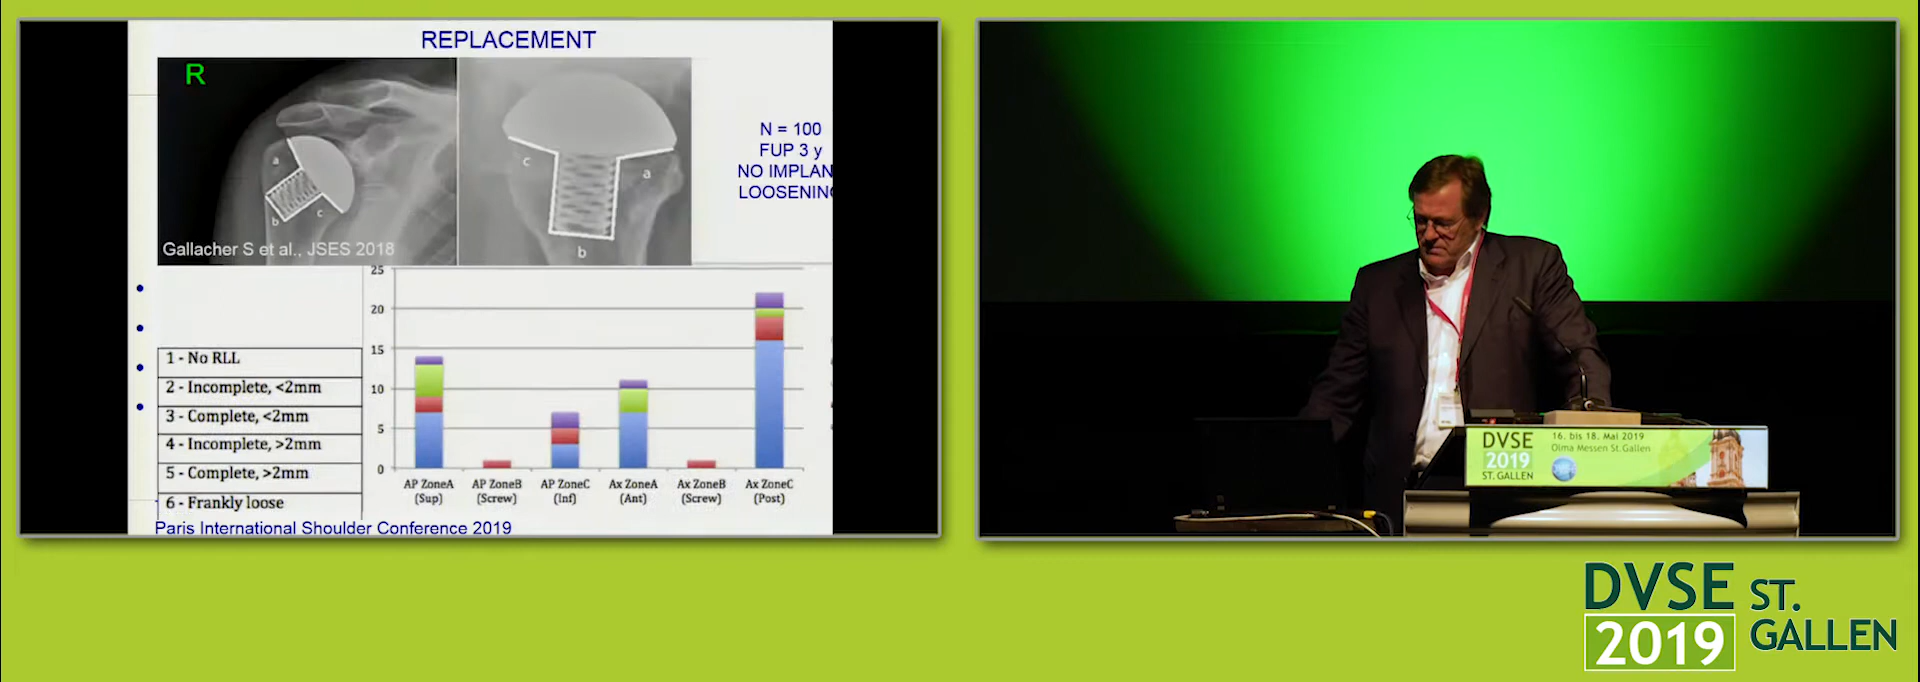 REPLACEMENT
R
a
b
c
c
a
b
Gallacher S et al., JSES 2018
N = 100
FUP 3 y
NO IMPLAN
LOOSENING
1 - No RLL
2 - Incomplete, <2mm
3 - Complete, <2mm
4 - Incomplete, >2mm
5 - Complete, >2mm
6 - Frankly loose
25
20
15
10
5
0
AP ZoneA (Sup)
AP ZoneB (Screw)
AP ZoneC (Inf)
Ax ZoneA (Ant)
Ax ZoneB (Screw)
Ax ZoneC (Post)
Paris International Shoulder Conference 2019
DVSE
2019
ST. GALLEN
16. bis 18. Mai 2019
Olma Messen St. Gallen
DVSE
2019
ST.
GALLEN